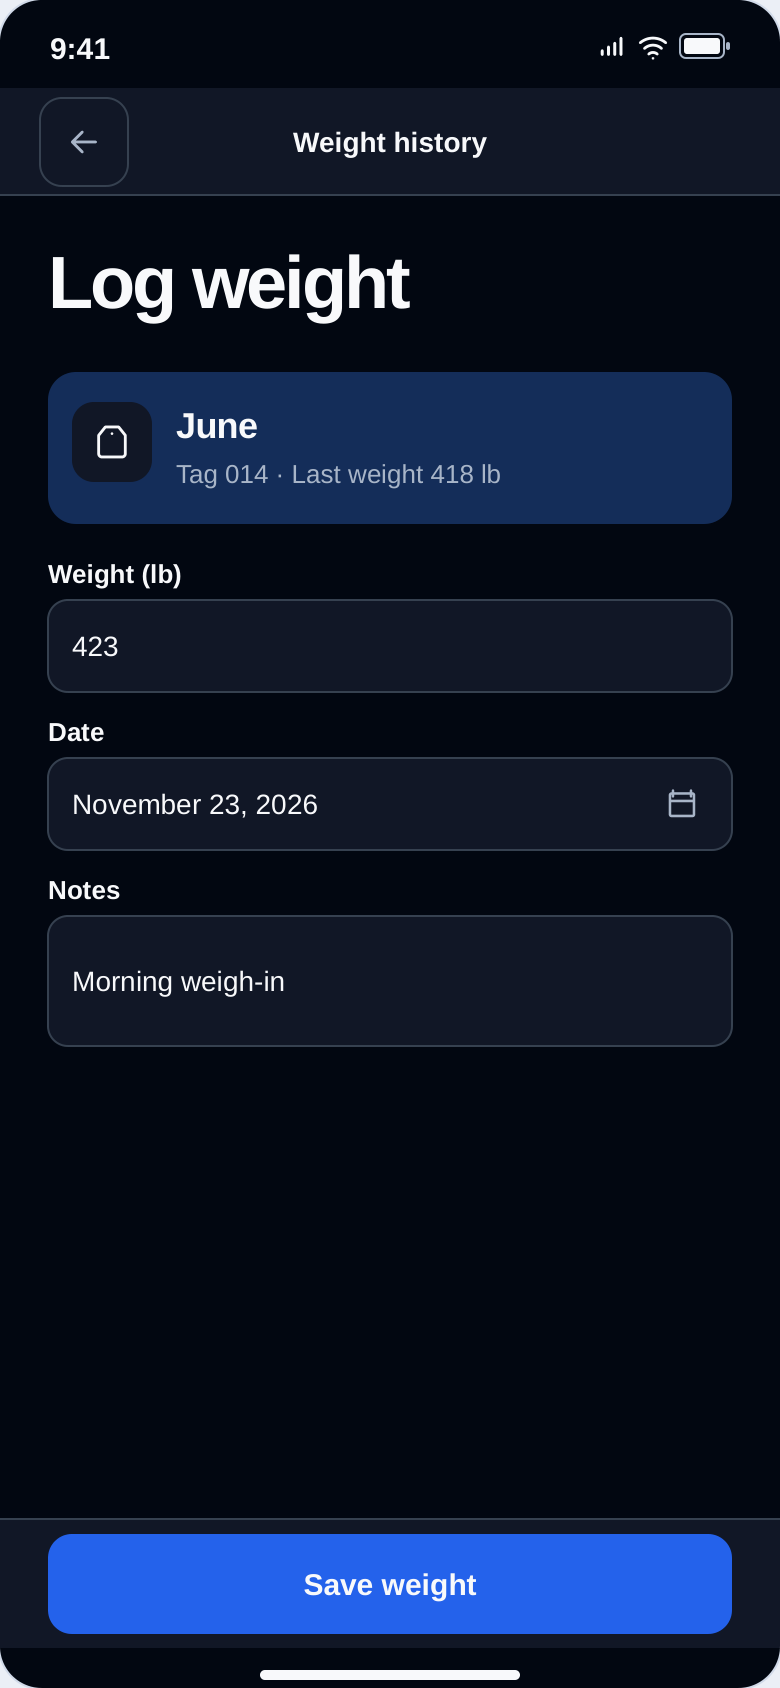 9:41
Weight history
Log weight
June
Tag 014 · Last weight 418 lb
Weight (lb)
423
Date
November 23, 2026
Notes
Morning weigh-in
Save weight